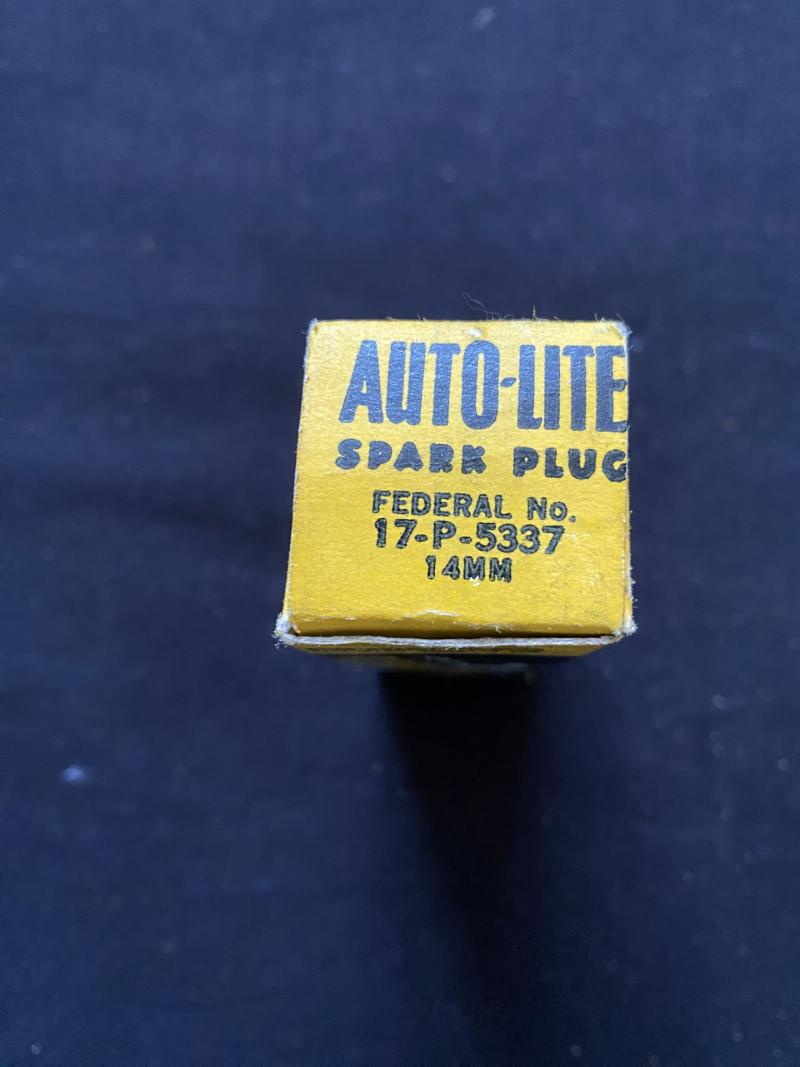 AUTO-LITE
SPARK PLUG
FEDERAL No.
17-P-5337
14MM